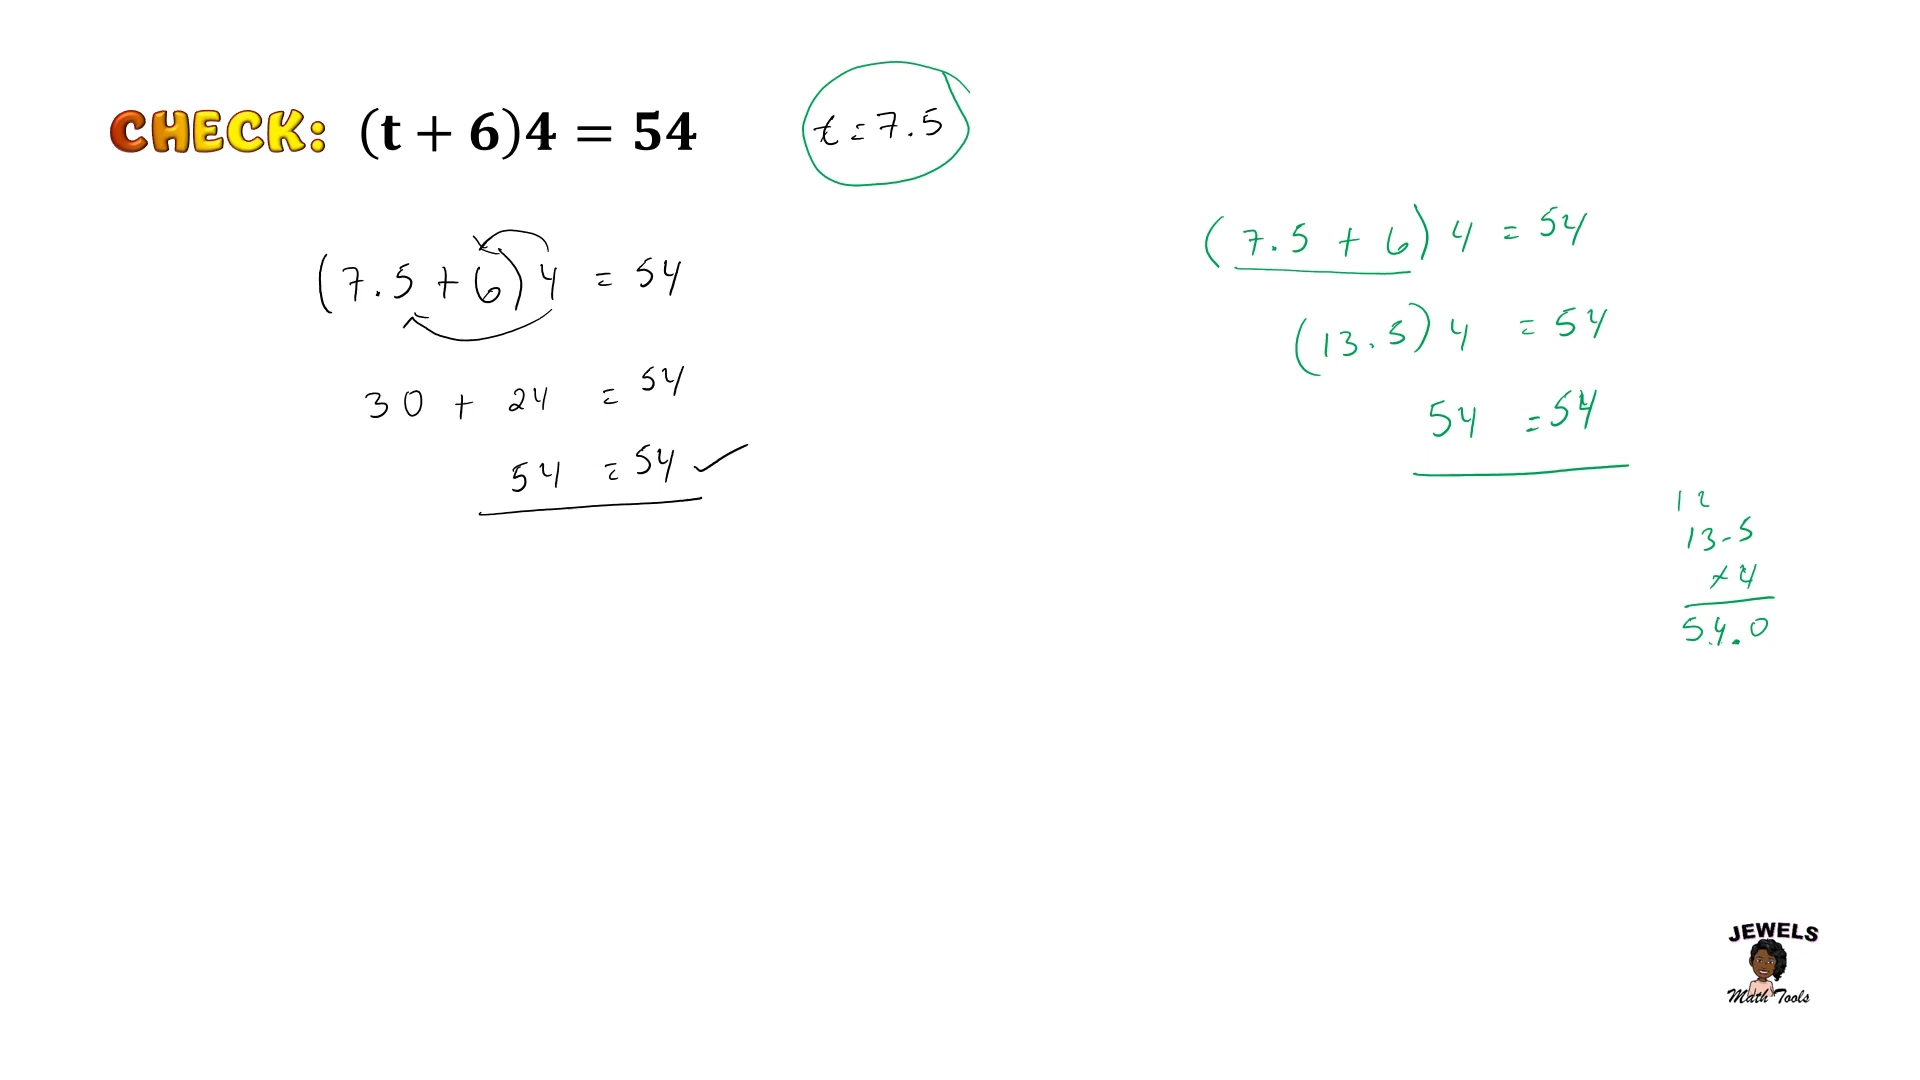 CHECK: (t + 6)4 = 54
t = 7.5
(7.5 + 6) 4 = 54
30 + 24 = 54
54 = 54 ✓
(7.5 + 6) 4 = 54
(13.5) 4 = 54
54 = 54
12
13.5
×4
54.0
JEWELS
Math Tools